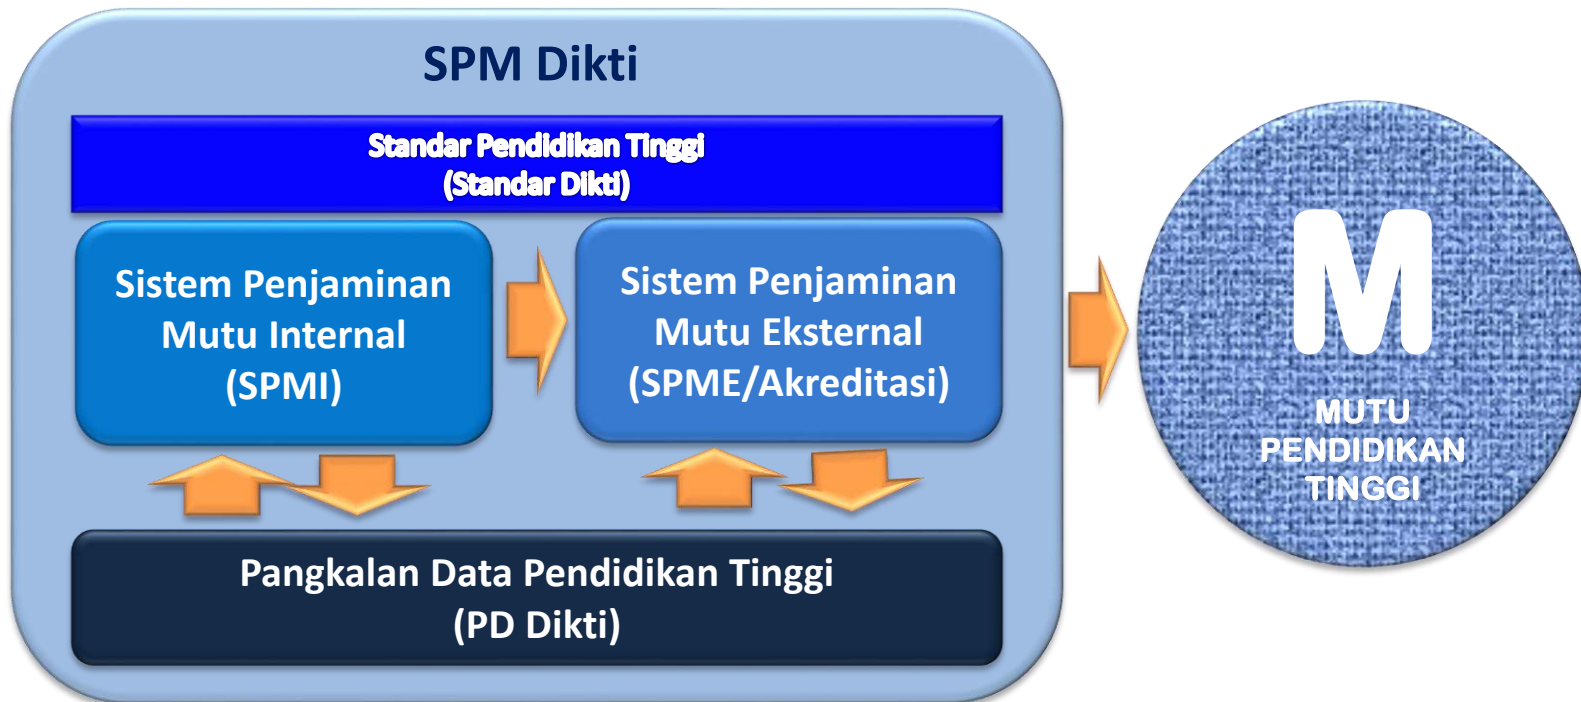 SPM Dikti
Standar Pendidikan Tinggi
(Standar Dikti)
Sistem Penjaminan
Mutu Internal
(SPMI)
Sistem Penjaminan
Mutu Eksternal
(SPME/Akreditasi)
Pangkalan Data Pendidikan Tinggi
(PD Dikti)
M
MUTU
PENDIDIKAN
TINGGI